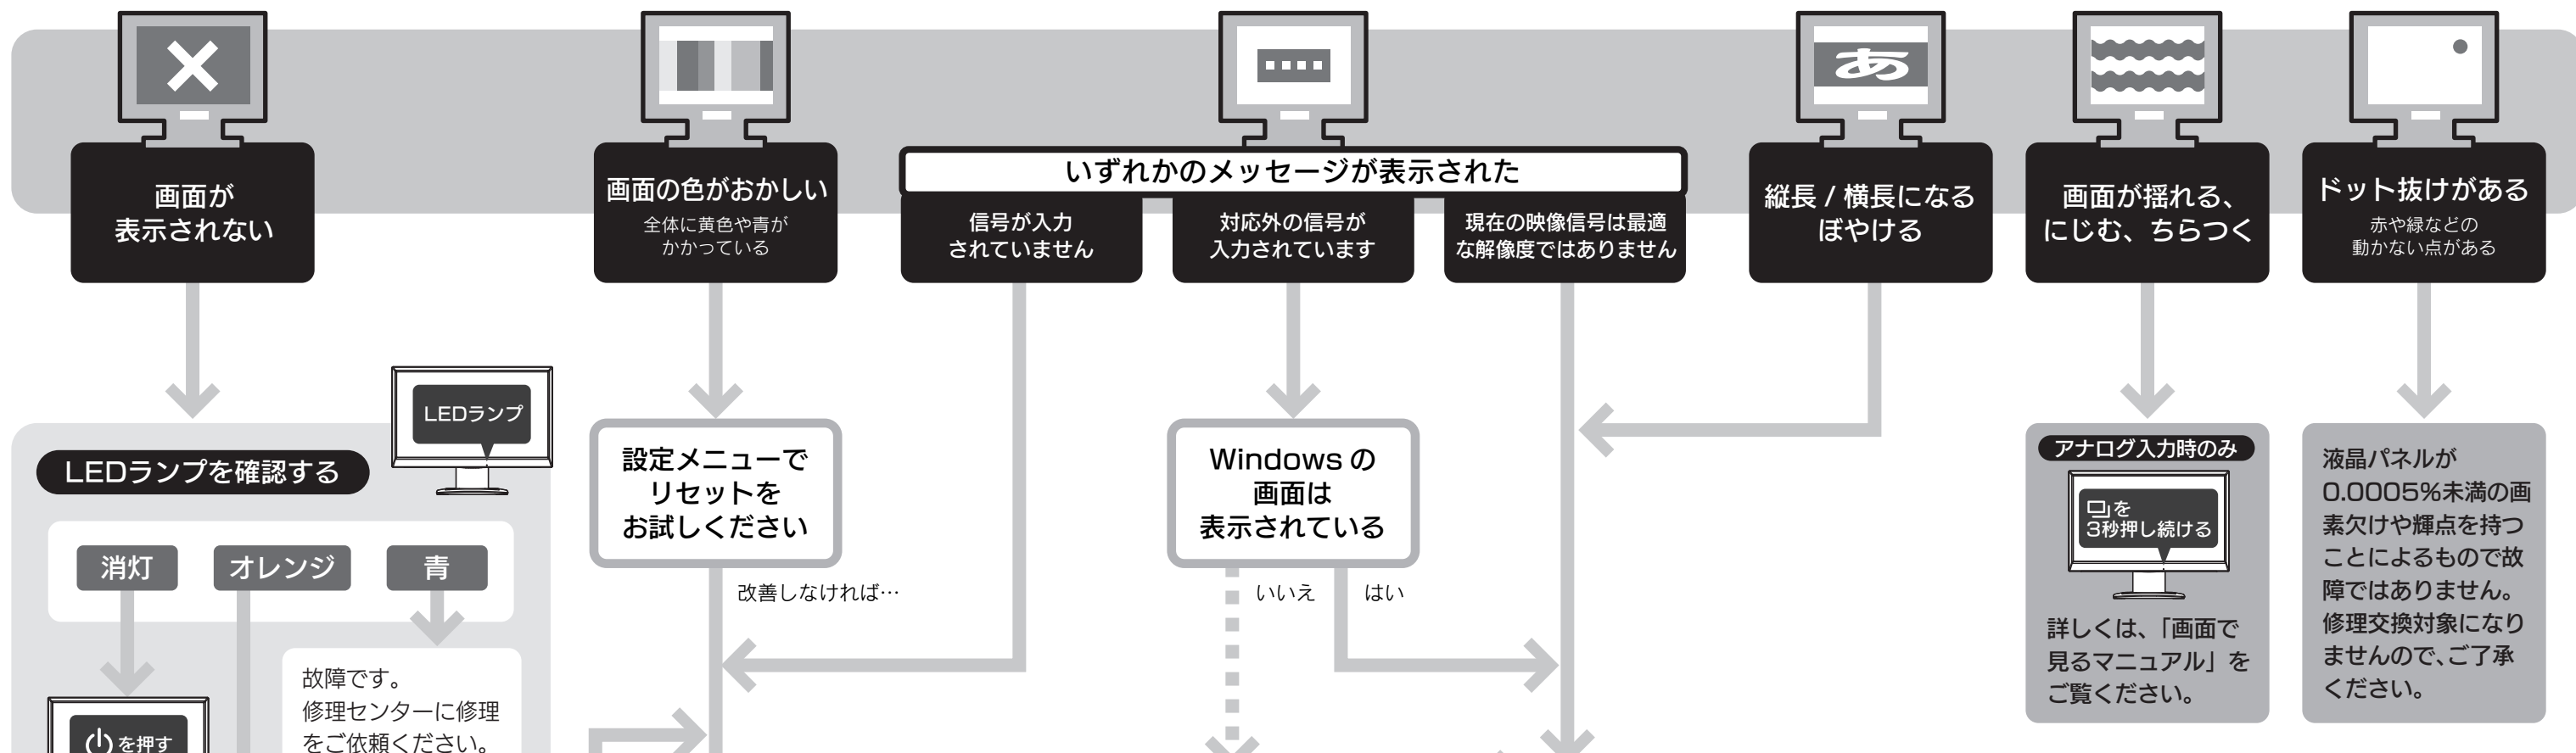 画面が
表示されない
画面の色がおかしい
全体に黄色や青が
かかっている
いずれかのメッセージが表示された
信号が入力
されていません
対応外の信号が
入力されています
現在の映像信号は最適
な解像度ではありません
あ
縦長 / 横長になる
ぼやける
画面が揺れる、
にじむ、ちらつく
ドット抜けがある
赤や緑などの
動かない点がある
LEDランプ
LEDランプを確認する
消灯
オレンジ
青
故障です。
修理センターに修理
をご依頼ください。
を押す
設定メニューで
リセットを
お試しください
改善しなければ…
Windows の
画面は
表示されている
いいえ
はい
アナログ入力時のみ
を
3秒押し続ける
詳しくは、「画面で
見るマニュアル」を
ご覧ください。
液晶パネルが
0.0005%未満の画
素欠けや輝点を持つ
ことによるもので故
障ではありません。
修理交換対象になり
ませんので、ご了承
ください。